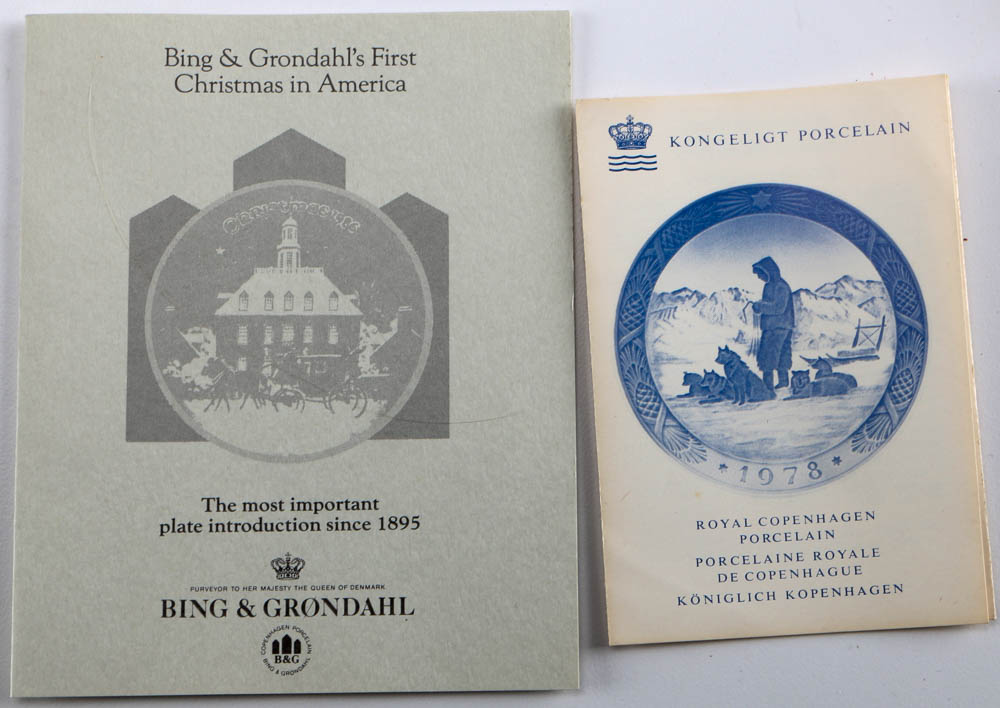 Bing & Grondahl's First
Christmas in America
Christmas in
The most important
plate introduction since 1895
PURVEYOR TO HER MAJESTY THE QUEEN OF DENMARK
BING & GRØNDAHL
COPENHAGEN PORCELAIN
B&G
BING & GRØNDAHL
KONGELIGT PORCELAIN
1978
ROYAL COPENHAGEN
PORCELAIN
PORCELAINE ROYALE
DE COPENHAGUE
KÖNIGLICH KOPENHAGEN